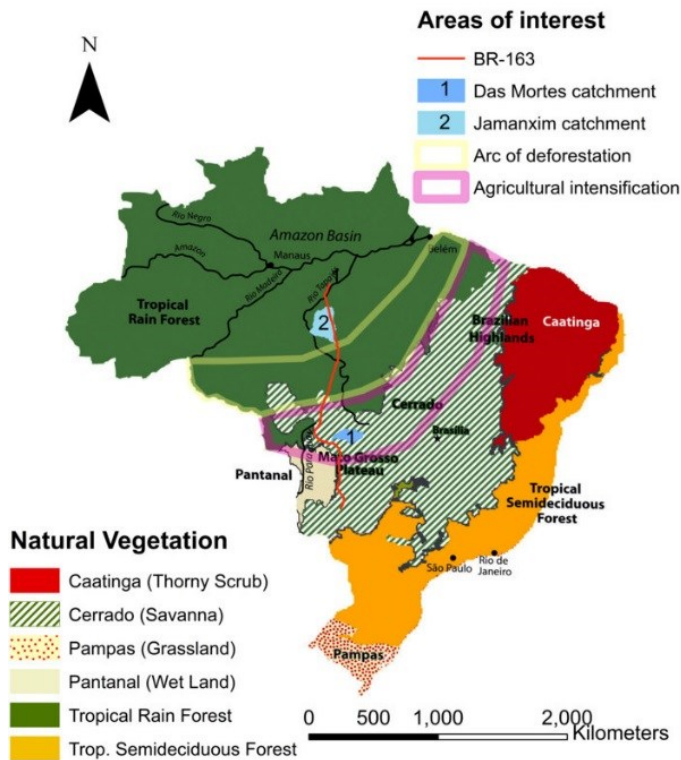 Areas of interest
BR-163
1 Das Mortes catchment
2 Jamanxim catchment
Arc of deforestation
Agricultural intensification
N
Rio Negro
Amazon Basin
Amazon
Manaus
Belém
Rio Madeira
Rio Tapajós
Tropical
Rain Forest
2
Brazilian
Highlands
Caatinga
Cerrado
Brasilia
1
Mato Grosso
Plateau
Pantanal
Tropical
Semideciduous
Forest
São Paulo
Rio de
Janeiro
Pampas
Natural Vegetation
Caatinga (Thorny Scrub)
Cerrado (Savanna)
Pampas (Grassland)
Pantanal (Wet Land)
Tropical Rain Forest
Trop. Semideciduous Forest
0 500 1,000 2,000
Kilometers